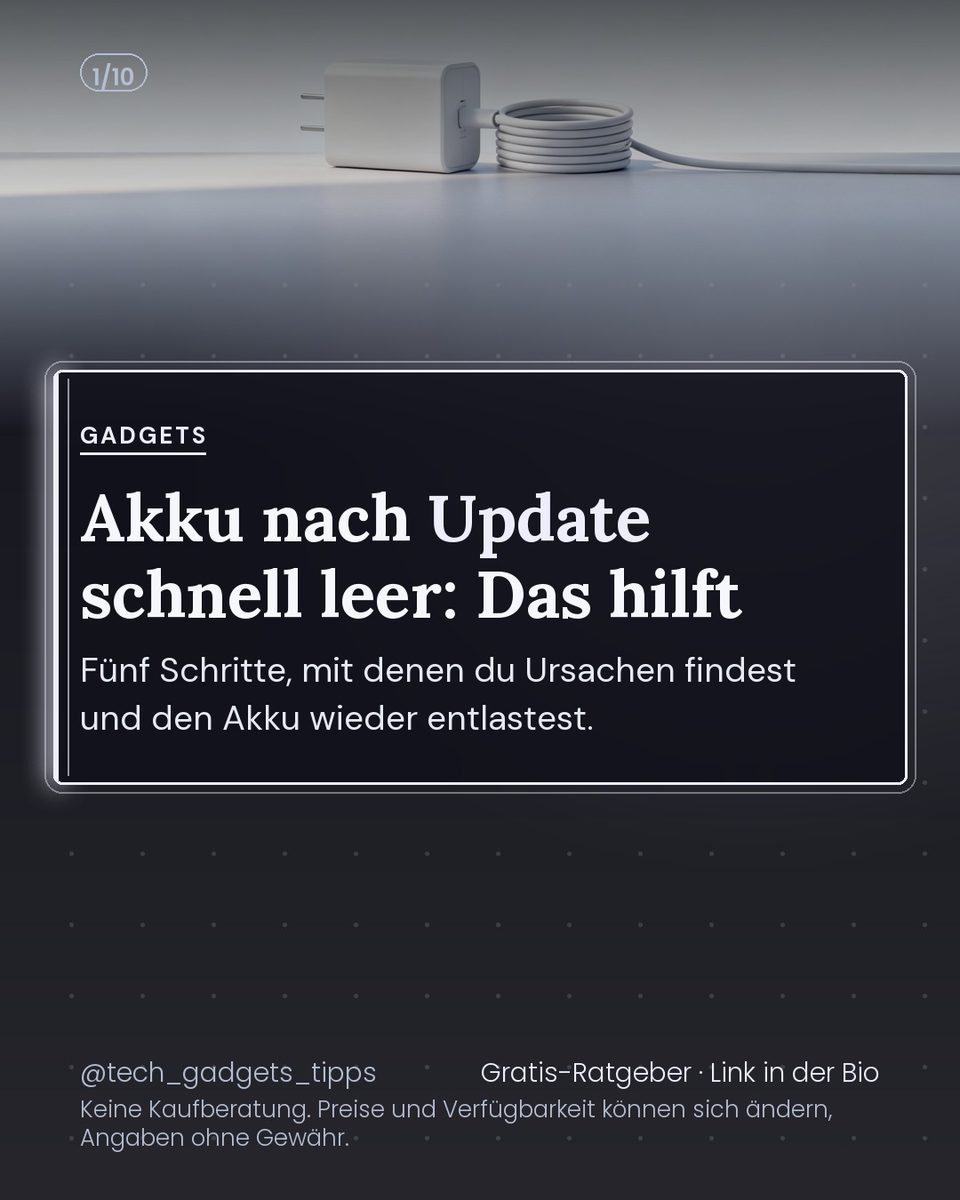 1/10
GADGETS
Akku nach Update
schnell leer: Das hilft
Fünf Schritte, mit denen du Ursachen findest
und den Akku wieder entlastest.
@tech_gadgets_tipps
Gratis-Ratgeber · Link in der Bio
Keine Kaufberatung. Preise und Verfügbarkeit können sich ändern,
Angaben ohne Gewähr.